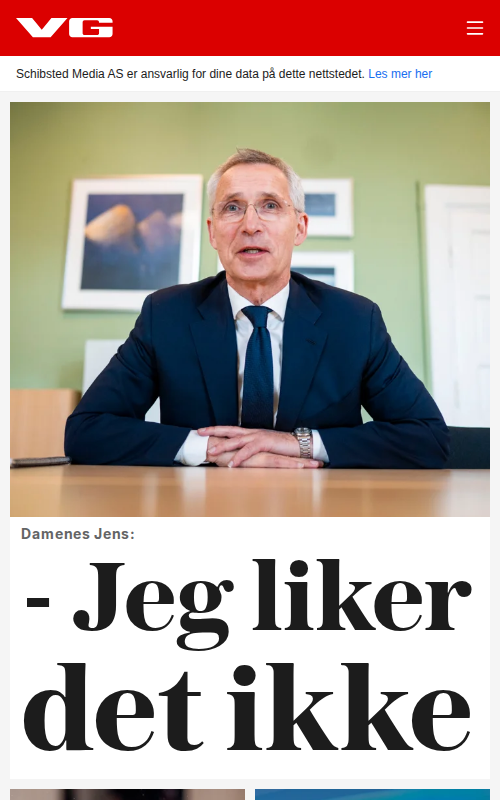 VG
Schibsted Media AS er ansvarlig for dine data på dette nettstedet. Les mer her
Damenes Jens:
- Jeg liker
det ikke